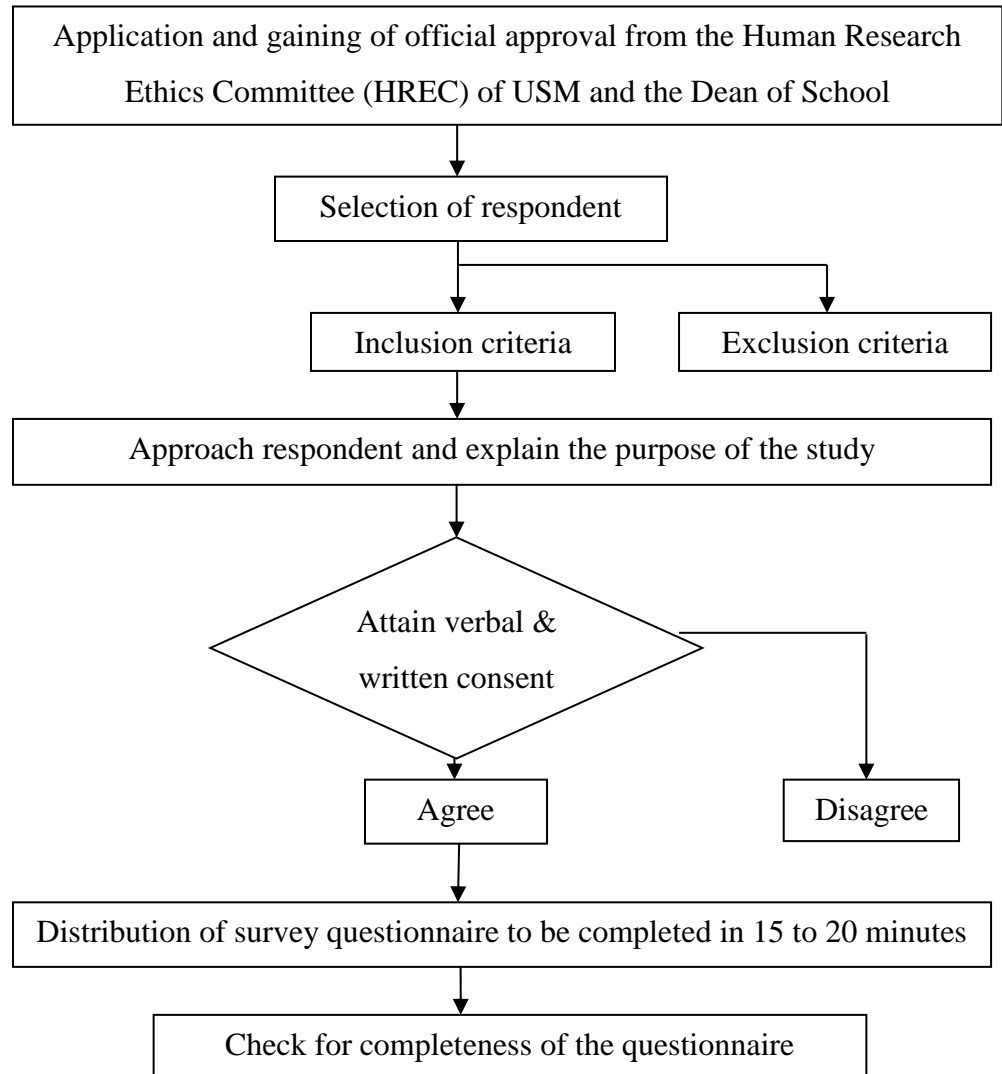 Application and gaining of official approval from the Human Research
Ethics Committee (HREC) of USM and the Dean of School
Selection of respondent
Inclusion criteria
Exclusion criteria
Approach respondent and explain the purpose of the study
Attain verbal &
written consent
Agree
Disagree
Distribution of survey questionnaire to be completed in 15 to 20 minutes
Check for completeness of the questionnaire